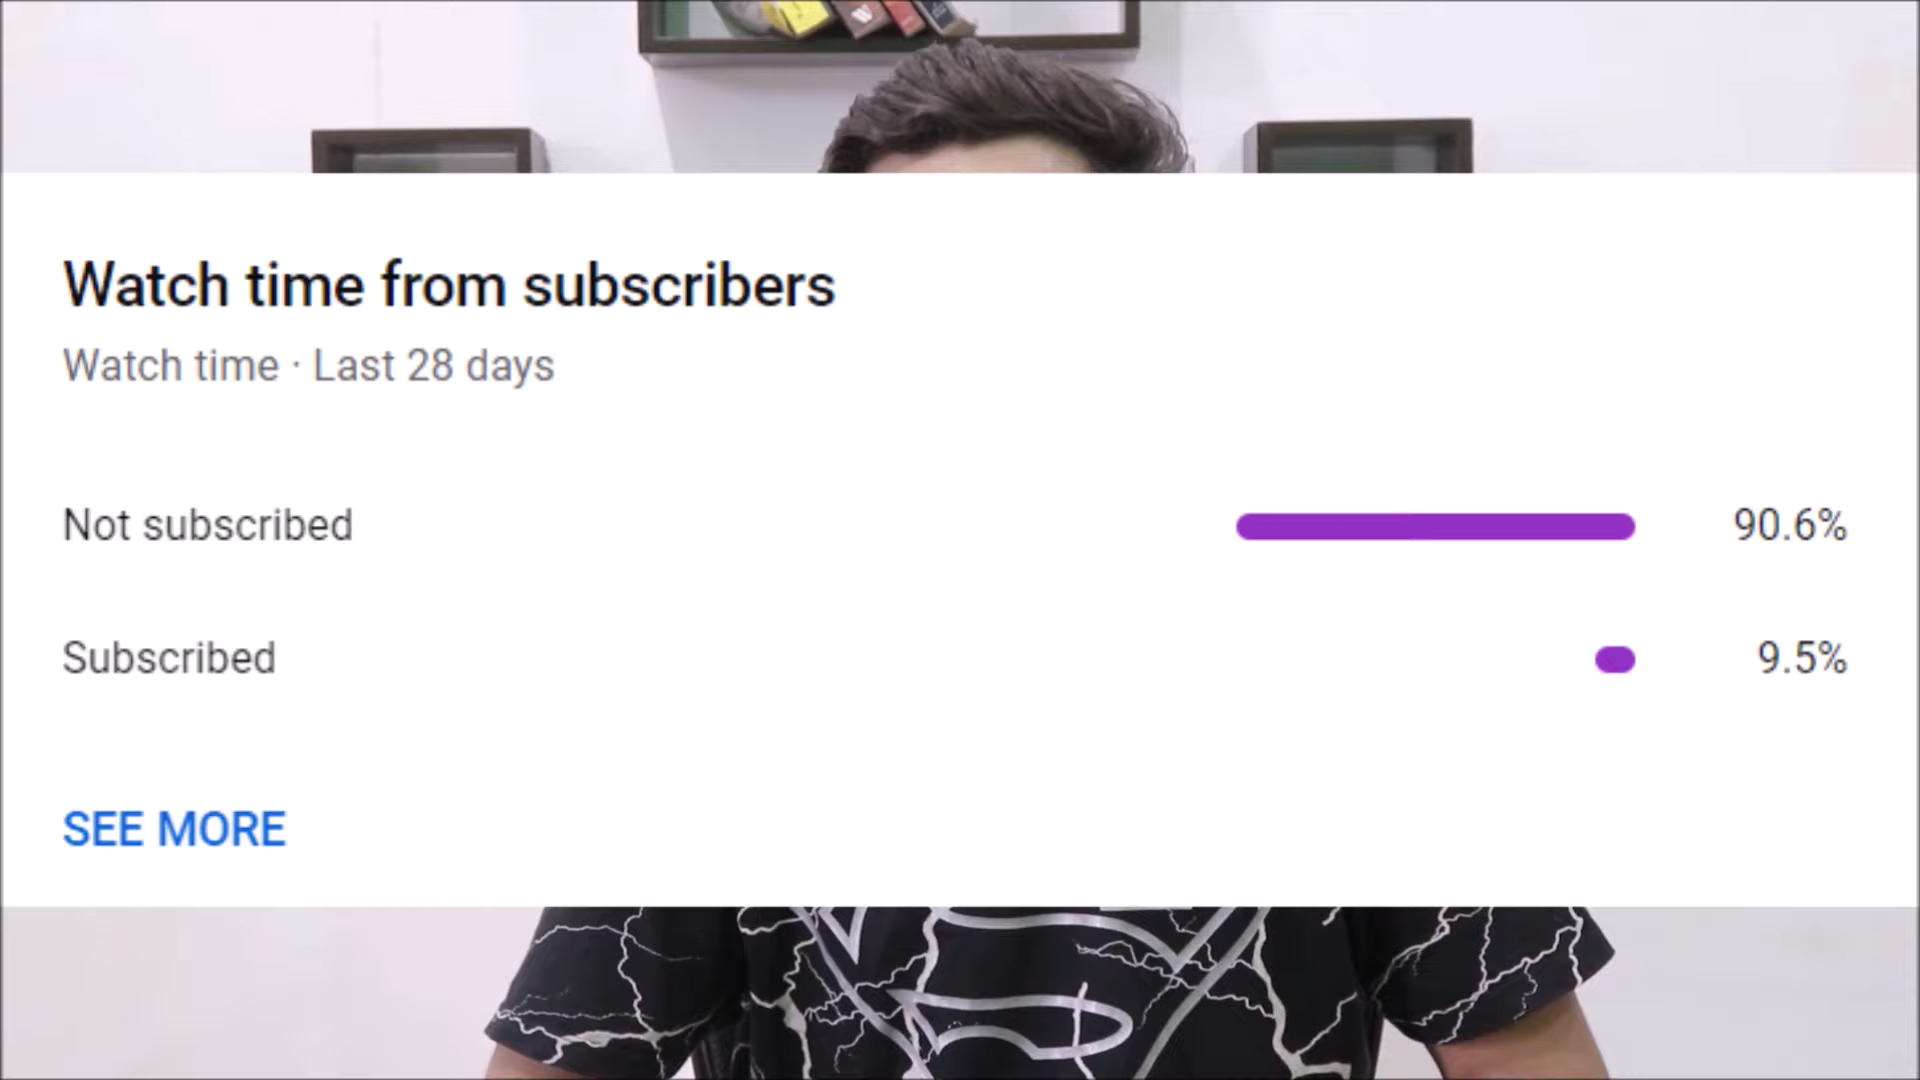 Watch time from subscribers
Watch time · Last 28 days
Not subscribed 90.6%
Subscribed 9.5%
SEE MORE